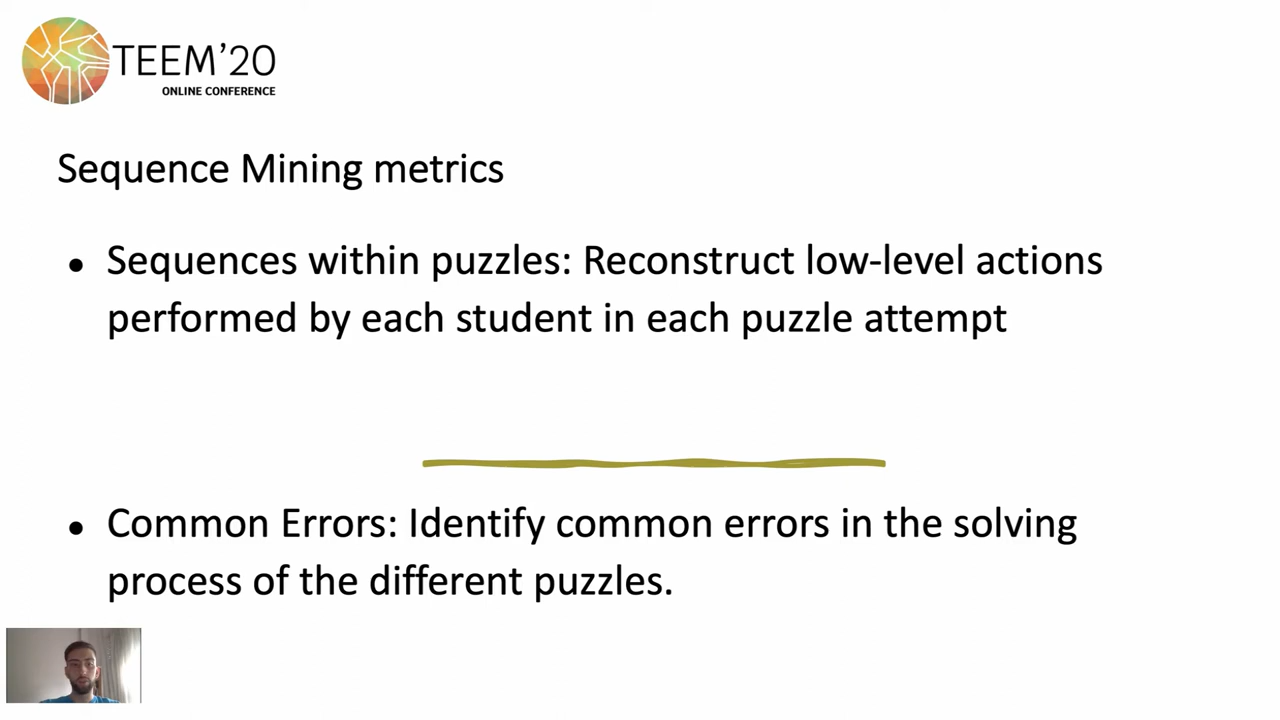 TEEM'20
ONLINE CONFERENCE
Sequence Mining metrics
• Sequences within puzzles: Reconstruct low-level actions
performed by each student in each puzzle attempt
• Common Errors: Identify common errors in the solving
process of the different puzzles.